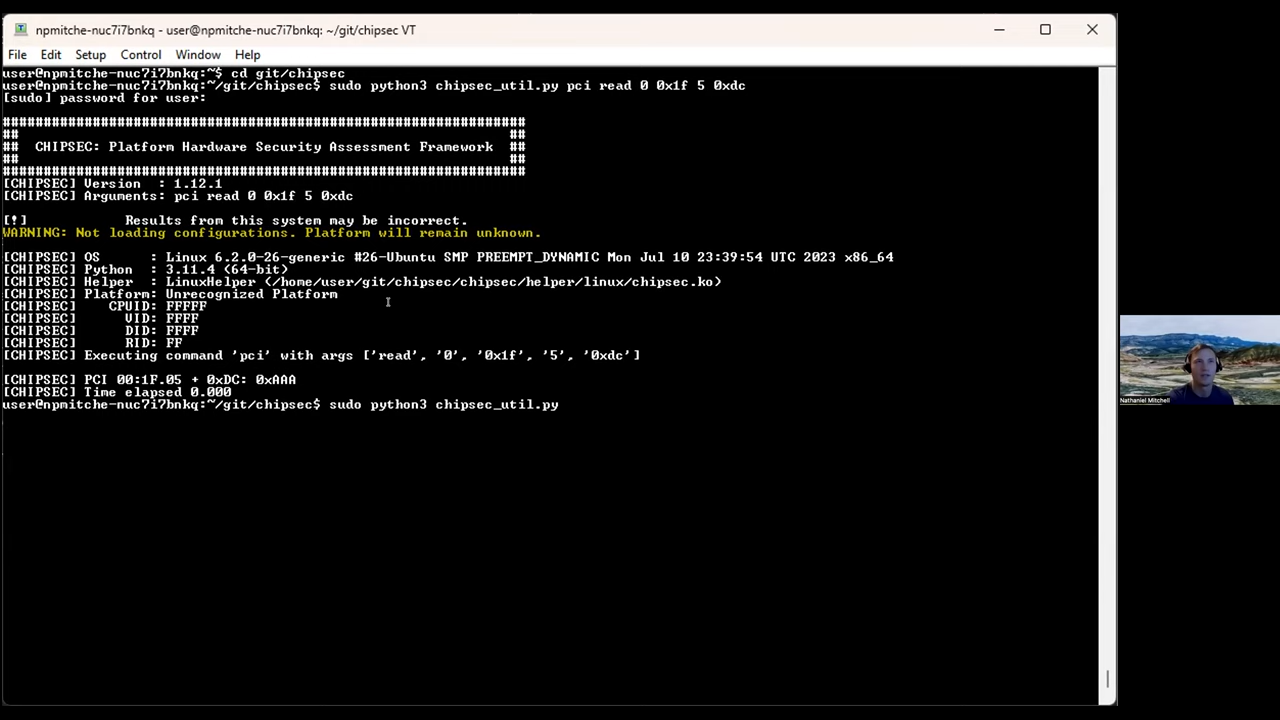 npmitche-nuc7i7bnkq - user@npmitche-nuc7i7bnkq: ~/git/chipsec VT
File Edit Setup Control Window Help
user@npmitche-nuc7i7bnkq:~$ cd git/chipsec
user@npmitche-nuc7i7bnkq:~/git/chipsec$ sudo python3 chipsec_util.py pci read 0 0x1f 5 0xdc
[sudo] password for user:
################################################################
##                                                            ##
##  CHIPSEC: Platform Hardware Security Assessment Framework  ##
##                                                            ##
################################################################
[CHIPSEC] Version  : 1.12.1
[CHIPSEC] Arguments: pci read 0 0x1f 5 0xdc
[!]            Results from this system may be incorrect.
WARNING: Not loading configurations. Platform will remain unknown.
[CHIPSEC] OS      : Linux 6.2.0-26-generic #26-Ubuntu SMP PREEMPT_DYNAMIC Mon Jul 10 23:39:54 UTC 2023 x86_64
[CHIPSEC] Python  : 3.11.4 (64-bit)
[CHIPSEC] Helper  : LinuxHelper (/home/user/git/chipsec/chipsec/helper/linux/chipsec.ko)
[CHIPSEC] Platform: Unrecognized Platform
[CHIPSEC]    CPUID: FFFFF
[CHIPSEC]      VID: FFFF
[CHIPSEC]      DID: FFFF
[CHIPSEC]      RID: FF
[CHIPSEC] Executing command 'pci' with args ['read', '0', '0x1f', '5', '0xdc']
[CHIPSEC] PCI 00:1F.05 + 0xDC: 0xAAA
[CHIPSEC] Time elapsed 0.000
user@npmitche-nuc7i7bnkq:~/git/chipsec$ sudo python3 chipsec_util.py
Nathaniel Mitchell